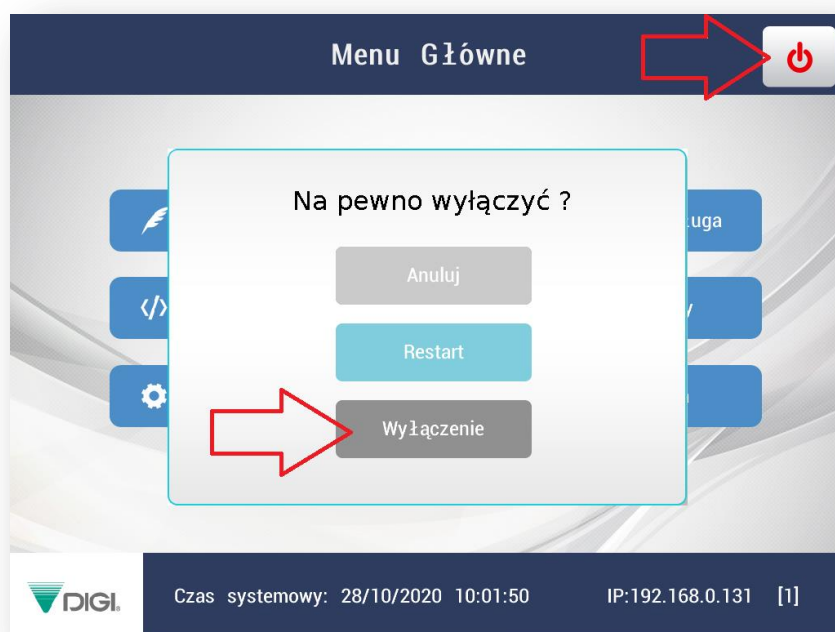 Menu Główne
Na pewno wyłączyć ?
Anuluj
Restart
Wyłączenie
DIGI.
Czas systemowy: 28/10/2020 10:01:50 IP:192.168.0.131 [1]